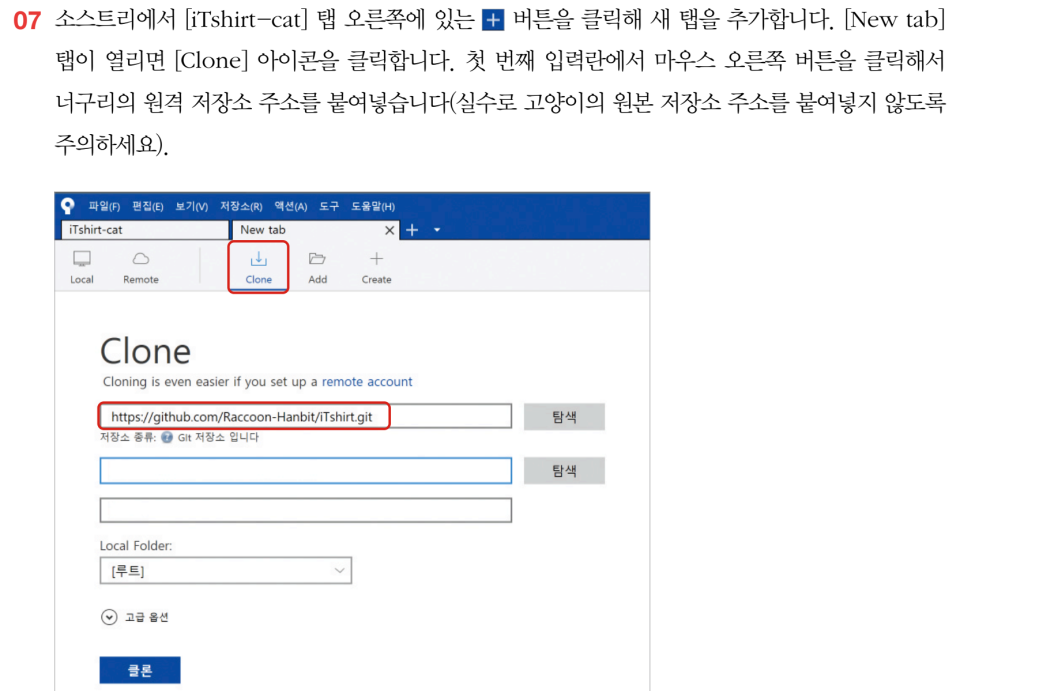 07 소스트리에서 [iTshirt-cat] 탭 오른쪽에 있는 + 버튼을 클릭해 새 탭을 추가합니다. [New tab]
탭이 열리면 [Clone] 아이콘을 클릭합니다. 첫 번째 입력란에서 마우스 오른쪽 버튼을 클릭해서
너구리의 원격 저장소 주소를 붙여넣습니다(실수로 고양이의 원본 저장소 주소를 붙여넣지 않도록
주의하세요).
파일(F) 편집(E) 보기(V) 저장소(R) 액션(A) 도구 도움말(H)
iTshirt-cat New tab
Local Remote Clone Add Create
Clone
Cloning is even easier if you set up a remote account
https://github.com/Raccoon-Hanbit/iTshirt.git 탐색
저장소 종류: Git 저장소 입니다
탐색
Local Folder:
[루트]
고급 옵션
클론